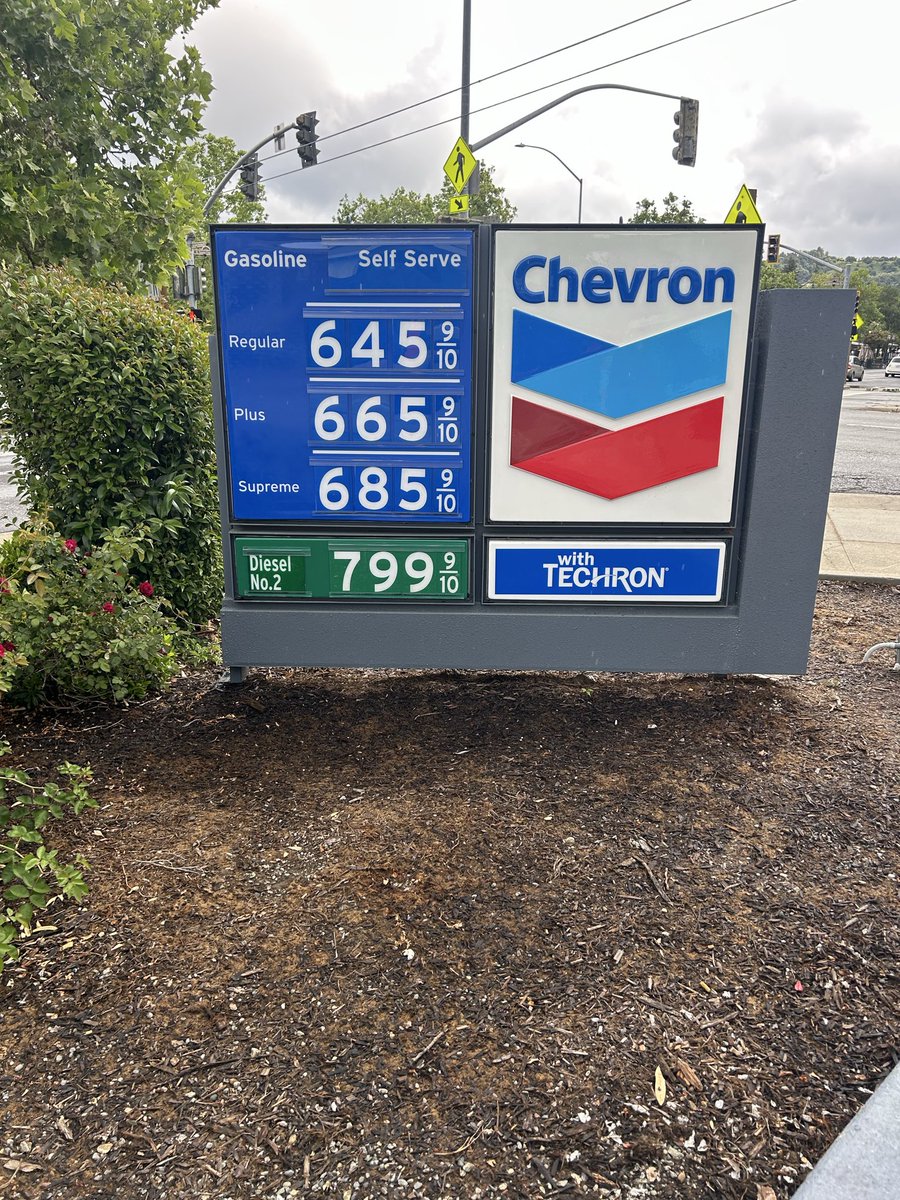 Gasoline Self Serve
Regular 645 9/10
Plus 665 9/10
Supreme 685 9/10
Diesel
No.2 799 9/10
Chevron
with
TECHRON®